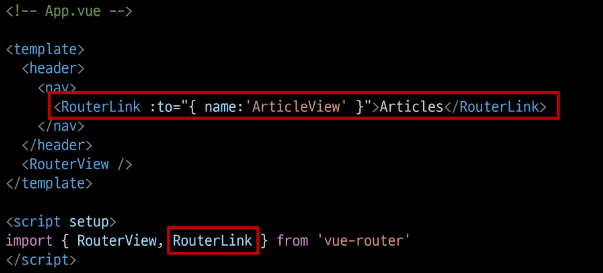 <!-- App.vue -->
<template>
<header>
<nav>
<RouterLink :to="{ name:'ArticleView' }">Articles</RouterLink>
</nav>
</header>
<RouterView />
</template>
<script setup>
import { RouterView, RouterLink } from 'vue-router'
</script>